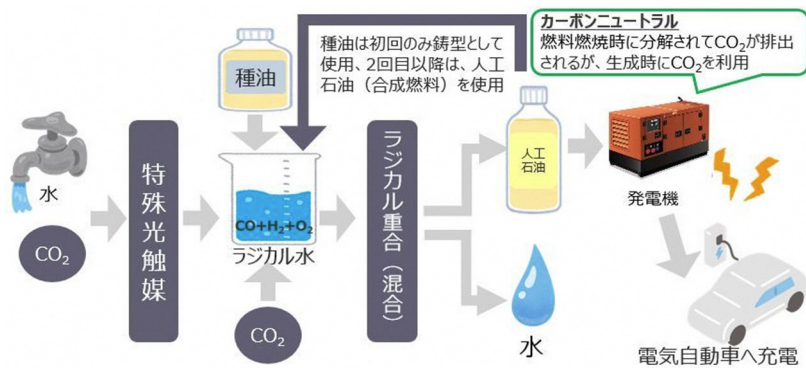 カーボンニュートラル
燃料燃焼時に分解されてCO₂が排出
されるが、生成時にCO₂を利用
種油は初回のみ鋳型として
使用、2回目以降は、人工
石油（合成燃料）を使用
種油
水
CO₂
特殊光触媒
CO+H₂+O₂
ラジカル水
CO₂
ラジカル重合（混合）
人工
石油
水
発電機
電気自動車へ充電